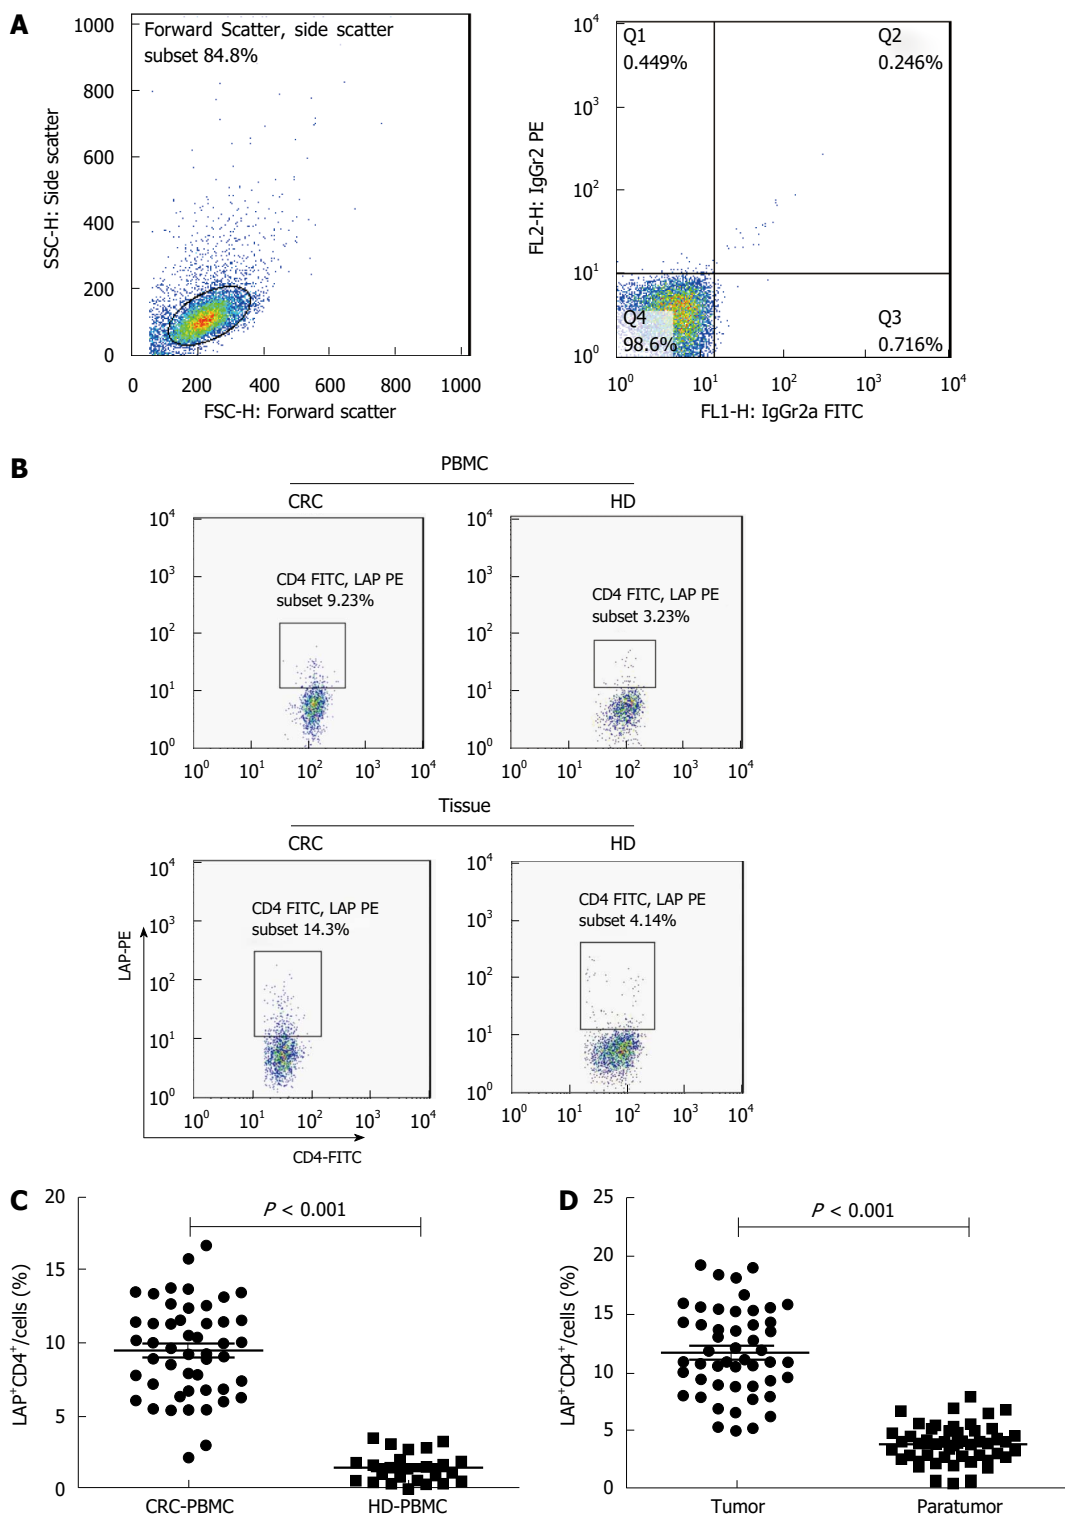 A
Forward Scatter, side scatter
subset 84.8%
1000
800
600
400
200
0
SSC-H: Side scatter
0 200 400 600 800 1000
FSC-H: Forward scatter
Q1
0.449%
Q2
0.246%
Q4
98.6%
Q3
0.716%
10⁴
10³
10²
10¹
10⁰
FL2-H: IgGr2 PE
10⁰ 10¹ 10² 10³ 10⁴
FL1-H: IgGr2a FITC
B
PBMC
CRC
HD
10⁴
10³
10²
10¹
10⁰
CD4 FITC, LAP PE
subset 9.23%
10⁰ 10¹ 10² 10³ 10⁴
10⁴
10³
10²
10¹
10⁰
CD4 FITC, LAP PE
subset 3.23%
10⁰ 10¹ 10² 10³ 10⁴
Tissue
CRC
HD
10⁴
10³
10²
10¹
10⁰
CD4 FITC, LAP PE
subset 14.3%
10⁰ 10¹ 10² 10³ 10⁴
LAP-PE
CD4-FITC
10⁴
10³
10²
10¹
10⁰
CD4 FITC, LAP PE
subset 4.14%
10⁰ 10¹ 10² 10³ 10⁴
C
20
15
10
5
0
LAP⁺CD4⁺/cells (%)
P < 0.001
CRC-PBMC HD-PBMC
D
25
20
15
10
5
0
LAP⁺CD4⁺/cells (%)
P < 0.001
Tumor Paratumor